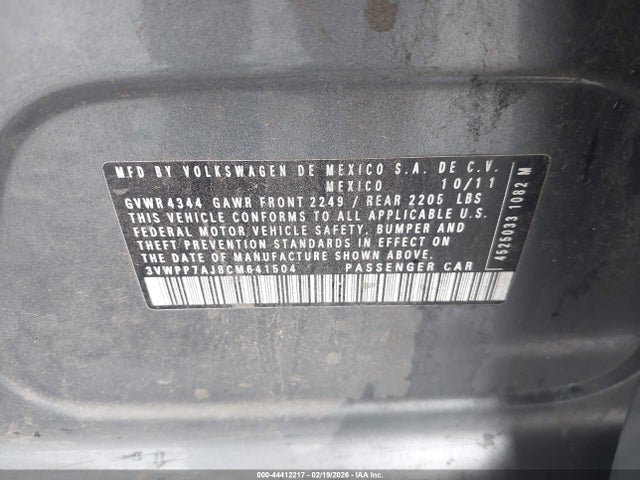 MFD BY VOLKSWAGEN DE MEXICO S.A. DE C.V.
MEXICO 10/11
GVWR 4344 GAWR FRONT 2249 / REAR 2205 LBS
THIS VEHICLE CONFORMS TO ALL APPLICABLE U.S.
FEDERAL MOTOR VEHICLE SAFETY, BUMPER AND
THEFT PREVENTION STANDARDS IN EFFECT ON THE
DATE OF MANUFACTURE SHOWN ABOVE.
3VWPP7AJ8CM641504 PASSENGER CAR
4525033 1082 M
000-44412217 - 02/19/2026 - IAA Inc.